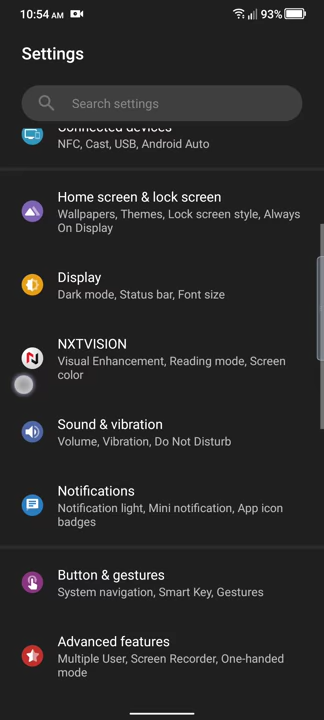 10:54 AM
93%
Settings
Search settings
Connected devices
NFC, Cast, USB, Android Auto
Home screen & lock screen
Wallpapers, Themes, Lock screen style, Always
On Display
Display
Dark mode, Status bar, Font size
NXTVISION
Visual Enhancement, Reading mode, Screen
color
Sound & vibration
Volume, Vibration, Do Not Disturb
Notifications
Notification light, Mini notification, App icon
badges
Button & gestures
System navigation, Smart Key, Gestures
Advanced features
Multiple User, Screen Recorder, One-handed
mode